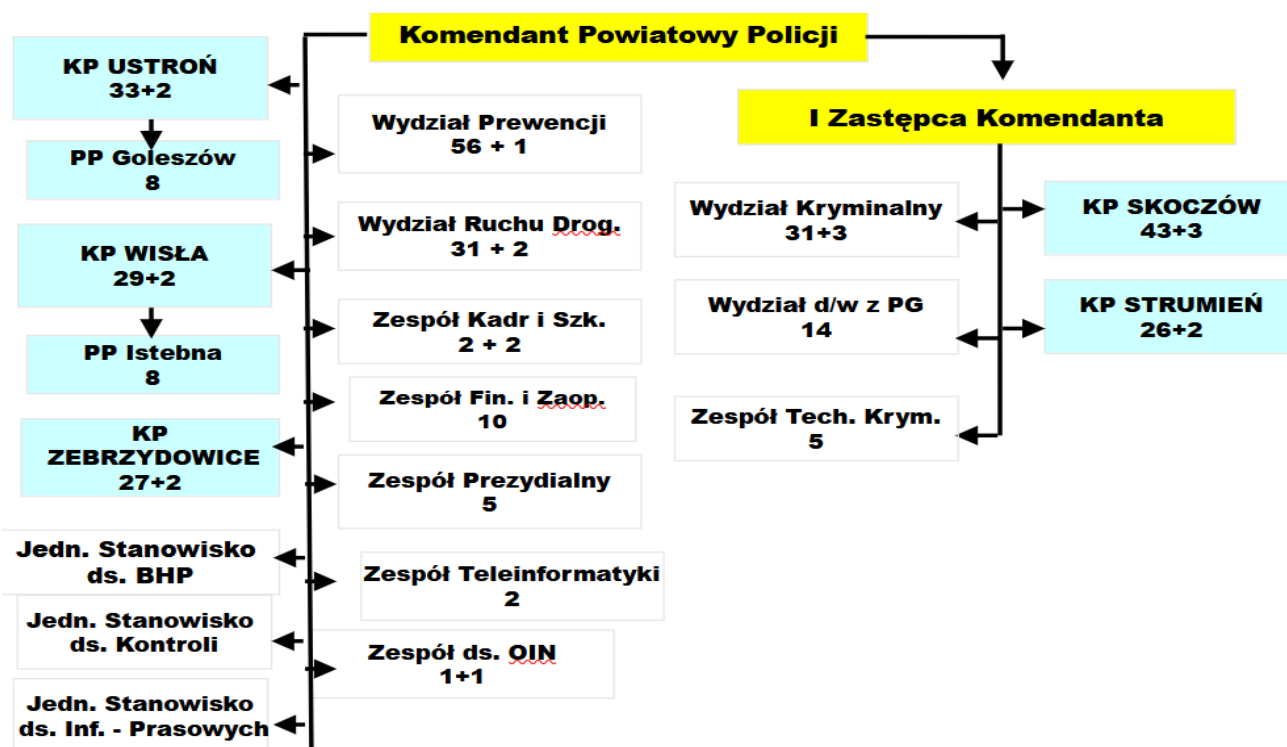 Komendant Powiatowy Policji
KP USTROŃ
33+2
PP Goleszów
8
KP WISŁA
29+2
PP Istebna
8
KP
ZEBRZYDOWICE
27+2
Jedn. Stanowisko
ds. BHP
Jedn. Stanowisko
ds. Kontroli
Jedn. Stanowisko
ds. Inf. - Prasowych
Wydział Prewencji
56 + 1
Wydział Ruchu Drog.
31 + 2
Zespół Kadr i Szk.
2 + 2
Zespół Fin. i Zaop.
10
Zespół Prezydialny
5
Zespół Teleinformatyki
2
Zespół ds. OIN
1+1
I Zastępca Komendanta
Wydział Kryminalny
31+3
Wydział d/w z PG
14
Zespół Tech. Krym.
5
KP SKOCZÓW
43+3
KP STRUMIEŃ
26+2